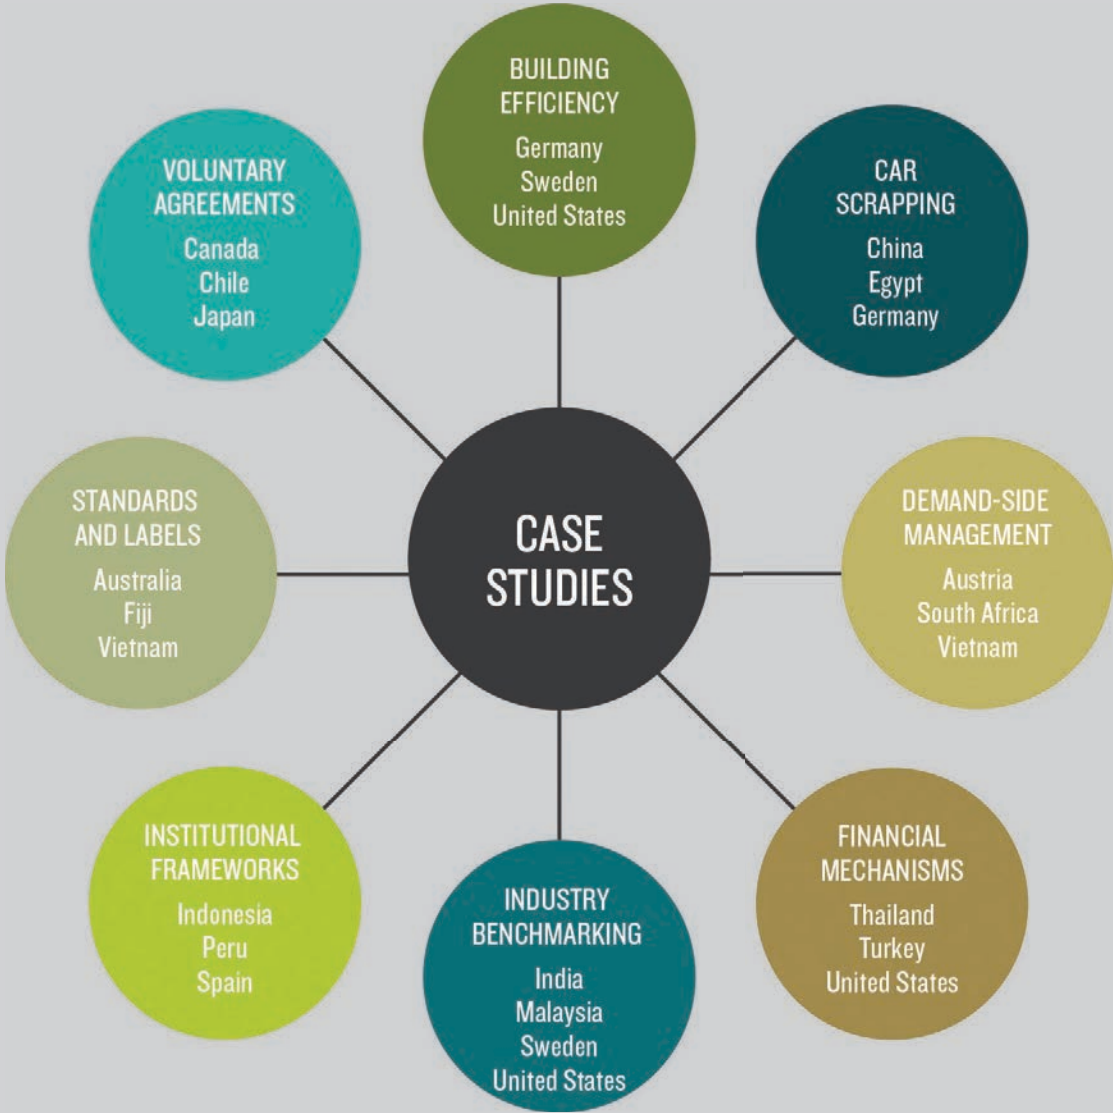 BUILDING
EFFICIENCY
Germany
Sweden
United States
CAR
SCRAPPING
China
Egypt
Germany
DEMAND-SIDE
MANAGEMENT
Austria
South Africa
Vietnam
FINANCIAL
MECHANISMS
Thailand
Turkey
United States
INDUSTRY
BENCHMARKING
India
Malaysia
Sweden
United States
INSTITUTIONAL
FRAMEWORKS
Indonesia
Peru
Spain
STANDARDS
AND LABELS
Australia
Fiji
Vietnam
VOLUNTARY
AGREEMENTS
Canada
Chile
Japan
CASE
STUDIES